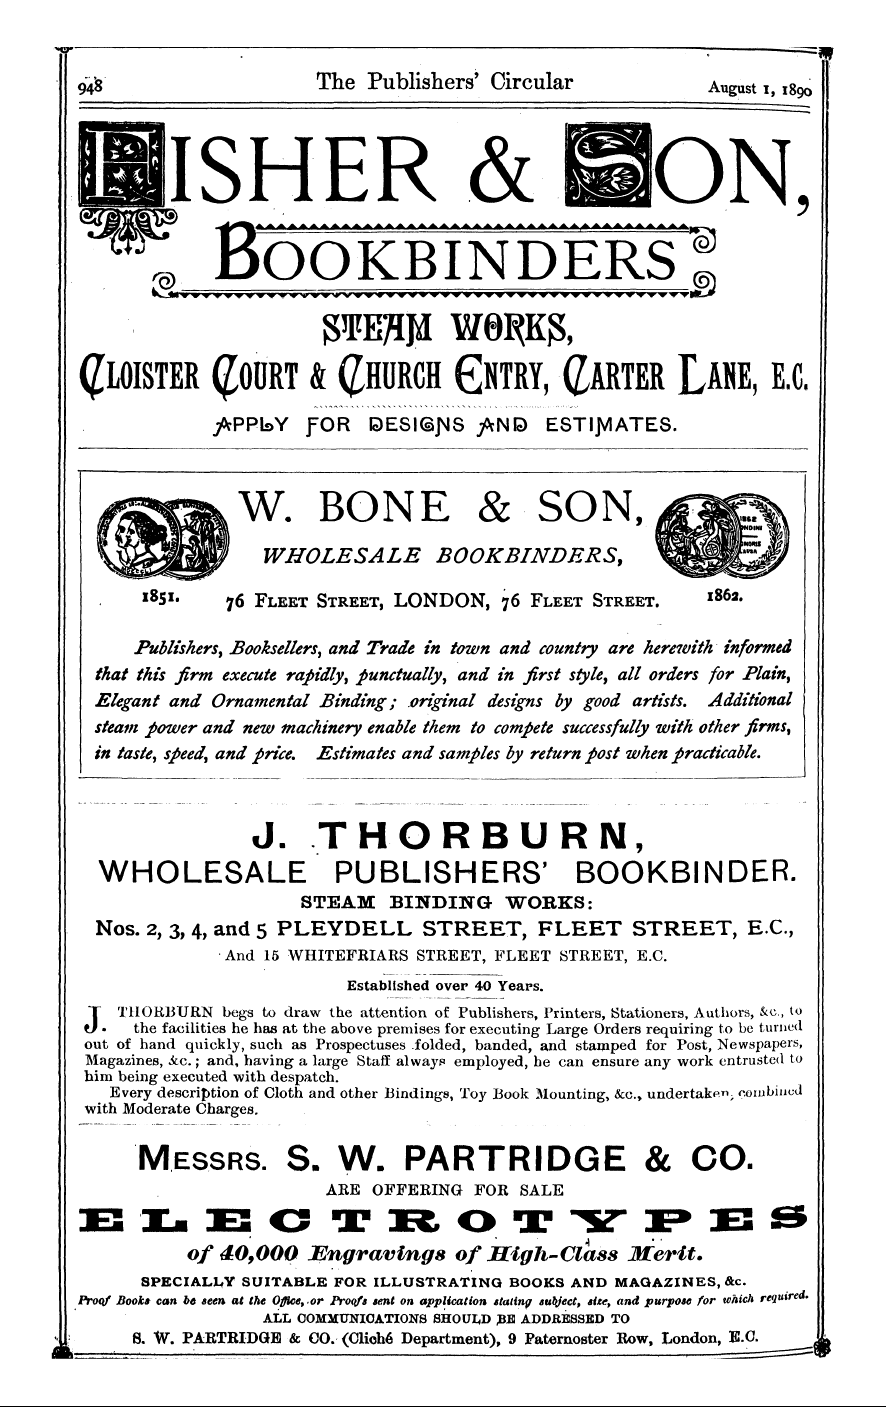 948 The Publishers' Circular August 1, 1890
FISHER & SON,
BOOKBINDERS
STEAM WORKS,
CLOISTER COURT & CHURCH ENTRY, CARTER LANE, E.C.
APPLY FOR DESIGNS AND ESTIMATES.
W. BONE & SON,
WHOLESALE BOOKBINDERS,
1851. 76 FLEET STREET, LONDON, 76 FLEET STREET. 1862.
Publishers, Booksellers, and Trade in town and country are herewith informed
that this firm execute rapidly, punctually, and in first style, all orders for Plain,
Elegant and Ornamental Binding; original designs by good artists. Additional
steam power and new machinery enable them to compete successfully with other firms,
in taste, speed, and price. Estimates and samples by return post when practicable.
J. THORBURN,
WHOLESALE PUBLISHERS' BOOKBINDER.
STEAM BINDING WORKS:
Nos. 2, 3, 4, and 5 PLEYDELL STREET, FLEET STREET, E.C.,
And 15 WHITEFRIARS STREET, FLEET STREET, E.C.
Established over 40 Years.
J. THORBURN begs to draw the attention of Publishers, Printers, Stationers, Authors, &c., to
the facilities he has at the above premises for executing Large Orders requiring to be turned
out of hand quickly, such as Prospectuses folded, banded, and stamped for Post, Newspapers,
Magazines, &c.; and, having a large Staff always employed, he can ensure any work entrusted to
him being executed with despatch.
Every description of Cloth and other Bindings, Toy Book Mounting, &c., undertaken, combined
with Moderate Charges.
MESSRS. S. W. PARTRIDGE & CO.
ARE OFFERING FOR SALE
ELECTROTYPES
of 40,000 Engravings of High-Class Merit.
SPECIALLY SUITABLE FOR ILLUSTRATING BOOKS AND MAGAZINES, &c.
Proof Books can be seen at the Office, or Proofs sent on application stating subject, size, and purpose for which required.
ALL COMMUNICATIONS SHOULD BE ADDRESSED TO
S. W. PARTRIDGE & CO. (Cliché Department), 9 Paternoster Row, London, E.C.